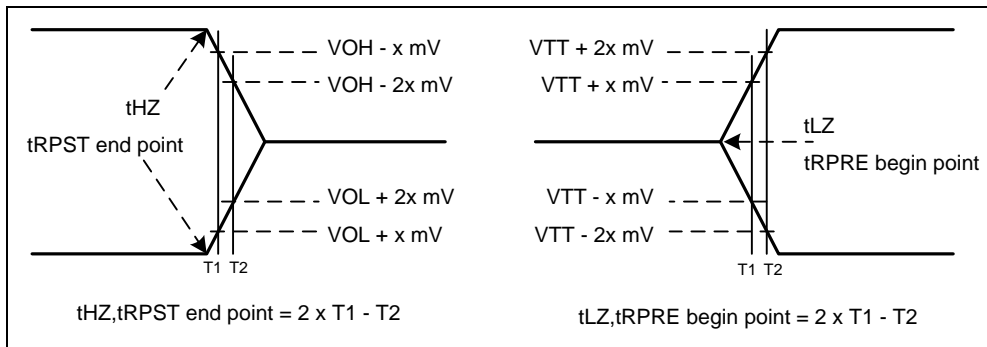 VOH - x mV
VOH - 2x mV
tHZ
tRPST end point
VOL + 2x mV
VOL + x mV
T1 T2
tHZ,tRPST end point = 2 x T1 - T2
VTT + 2x mV
VTT + x mV
tLZ
tRPRE begin point
VTT - x mV
VTT - 2x mV
T1 T2
tLZ,tRPRE begin point = 2 x T1 - T2